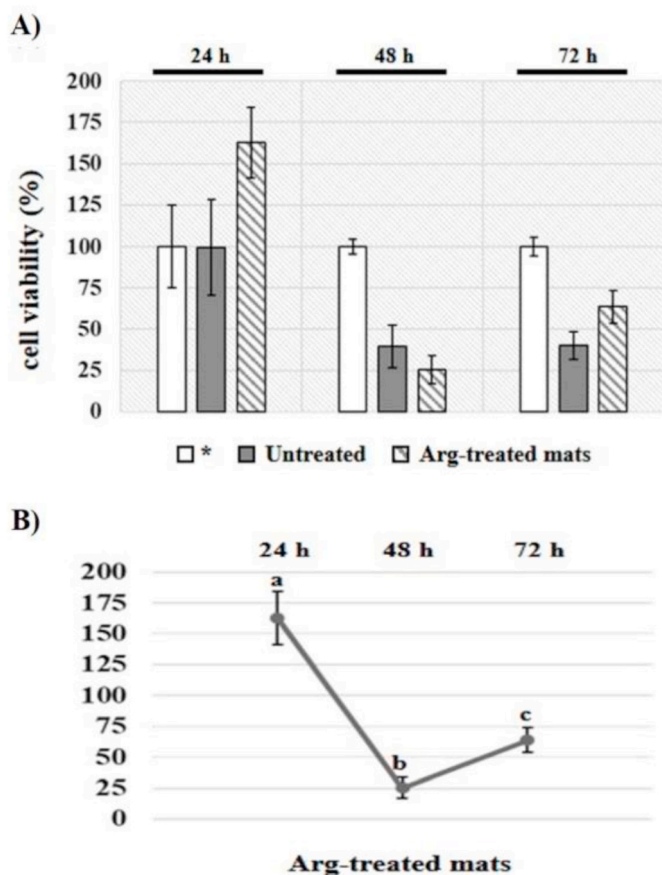 A)
24 h 48 h 72 h
200
175
150
125
100
75
50
25
0
cell viability (%)
* Untreated Arg-treated mats
B)
24 h 48 h 72 h
200
175
150
125
100
75
50
25
0
a
b
c
Arg-treated mats